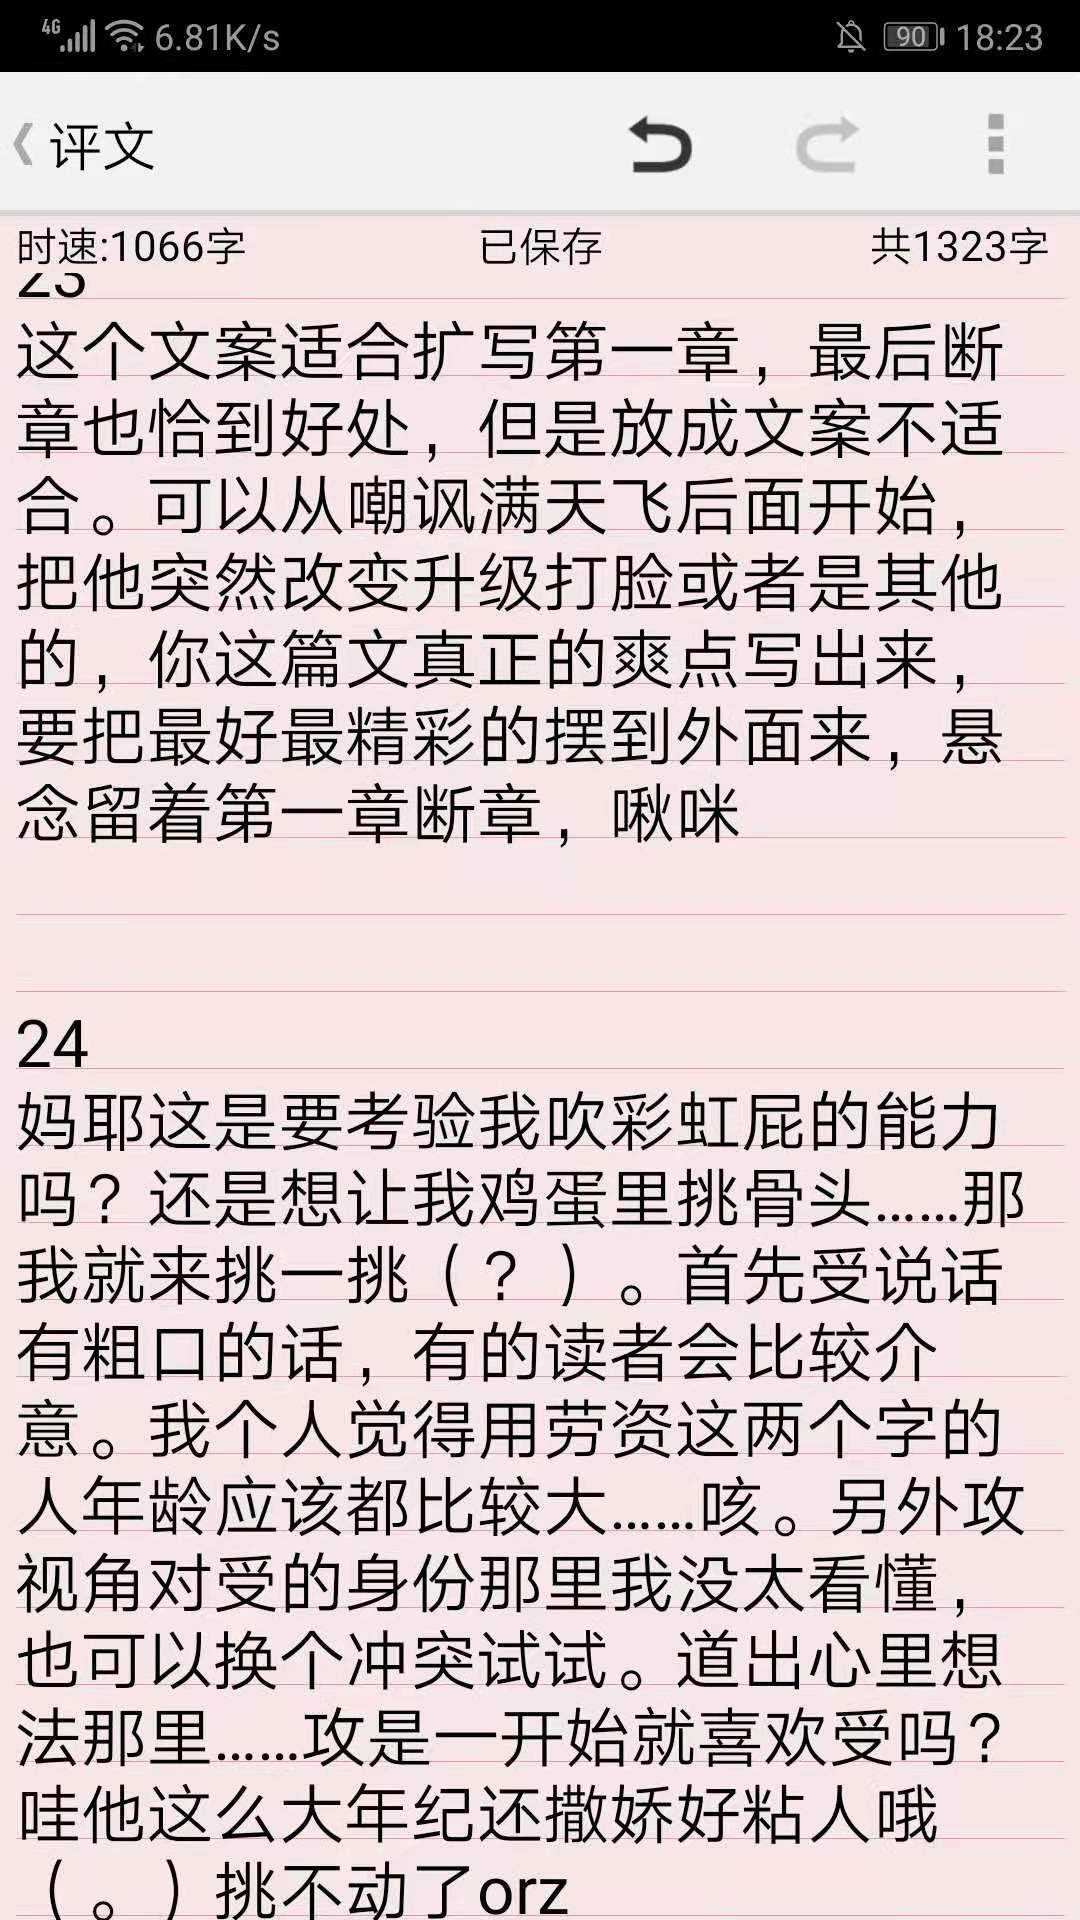 4G 6.81K/s 90 18:23
评文
时速:1066字 已保存 共1323字
23
这个文案适合扩写第一章，最后断
章也恰到好处，但是放成文案不适
合。可以从嘲讽满天飞后面开始，
把他突然改变升级打脸或者是其他
的，你这篇文真正的爽点写出来，
要把最好最精彩的摆到外面来，悬
念留着第一章断章，啾咪
24
妈耶这是要考验我吹彩虹屁的能力
吗？还是想让我鸡蛋里挑骨头……那
我就来挑一挑（？）。首先受说话
有粗口的话，有的读者会比较介
意。我个人觉得用劳资这两个字的
人年龄应该都比较大……咳。另外攻
视角对受的身份那里我没太看懂，
也可以换个冲突试试。道出心里想
法那里……攻是一开始就喜欢受吗？
哇他这么大年纪还撒娇好粘人哦
（。）挑不动了orz